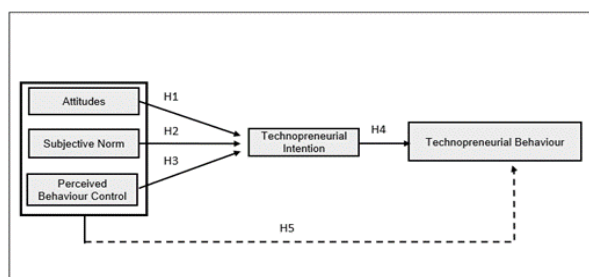 Attitudes
H1
Subjective Norm
H2
Perceived
Behaviour Control
H3
Technopreneurial
Intention
H4
Technopreneurial Behaviour
H5